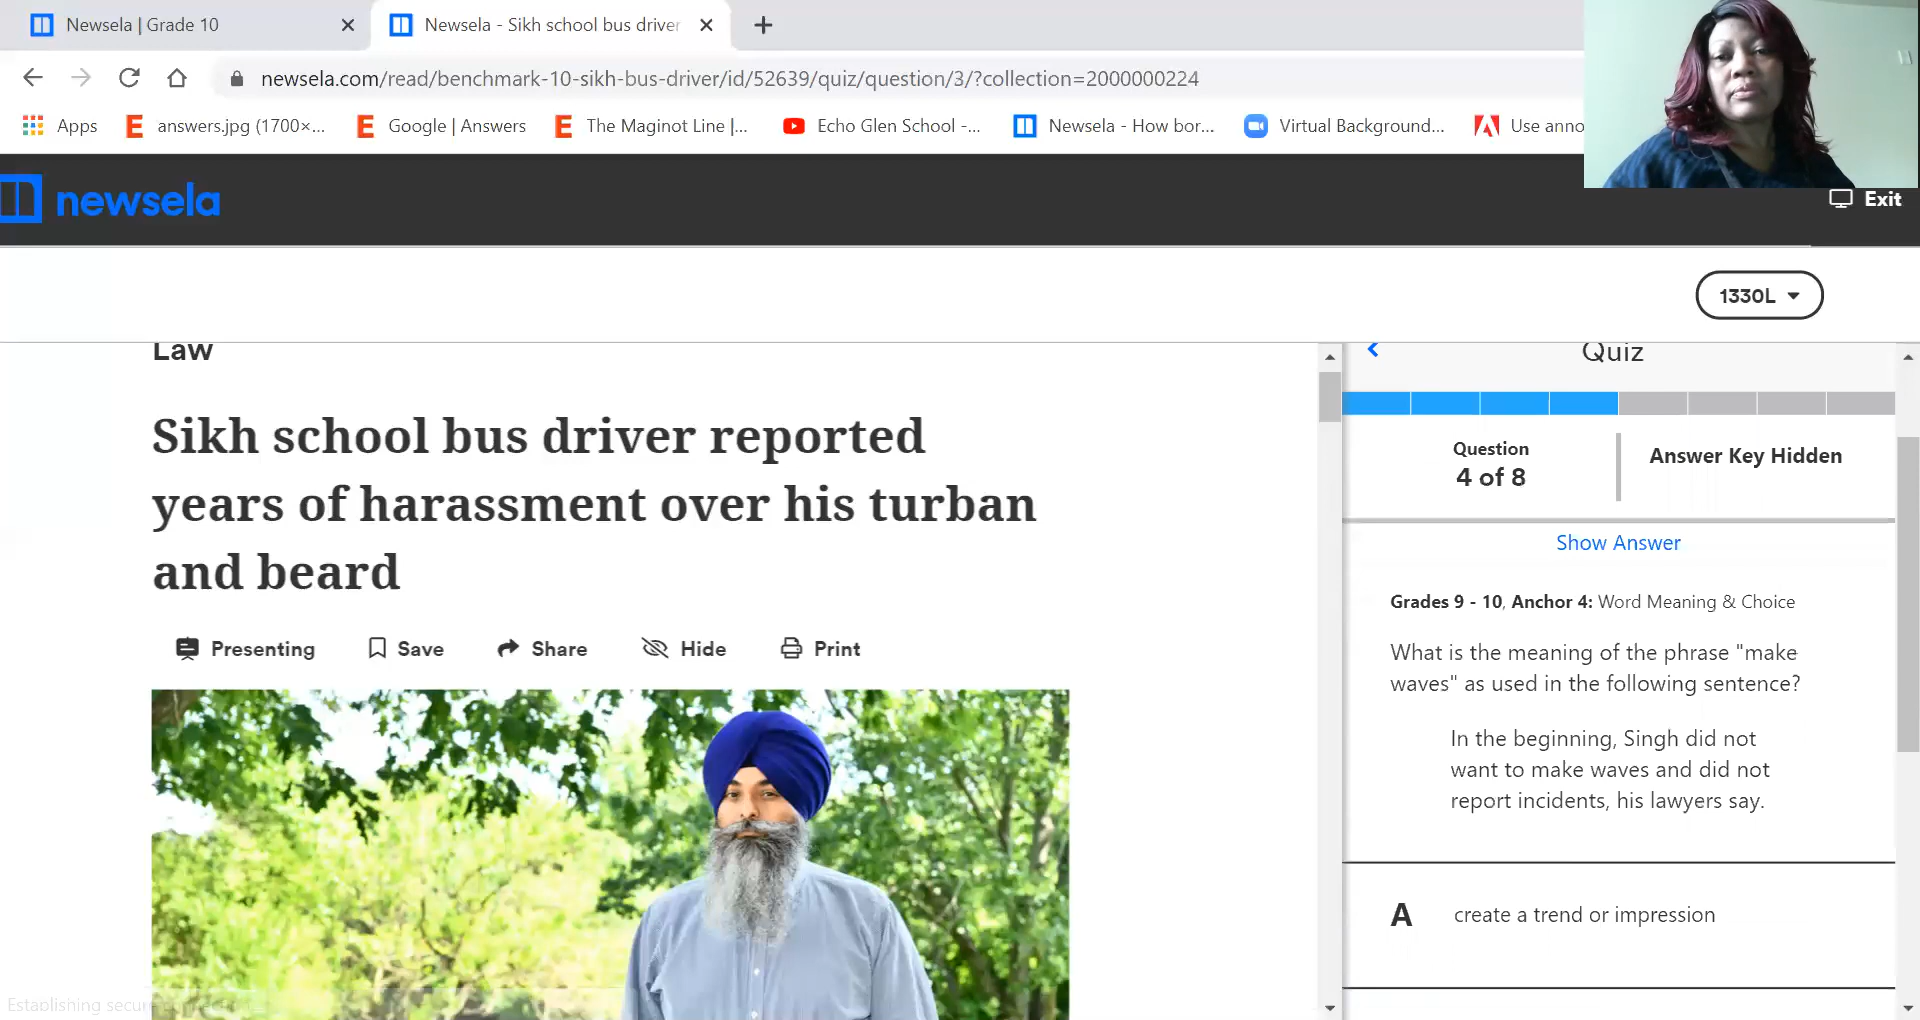 Newsela | Grade 10
Newsela - Sikh school bus driver
newsela.com/read/benchmark-10-sikh-bus-driver/id/52639/quiz/question/3/?collection=2000000224
Apps
answers.jpg (1700×...
Google | Answers
The Maginot Line |...
Echo Glen School -...
Newsela - How bor...
Virtual Background...
Use anno
newsela
Exit
1330L
Law
Sikh school bus driver reported
years of harassment over his turban
and beard
Presenting
Save
Share
Hide
Print
Quiz
Question
4 of 8
Answer Key Hidden
Show Answer
Grades 9 - 10, Anchor 4: Word Meaning & Choice
What is the meaning of the phrase "make
waves" as used in the following sentence?
In the beginning, Singh did not
want to make waves and did not
report incidents, his lawyers say.
A create a trend or impression
Establishing secure